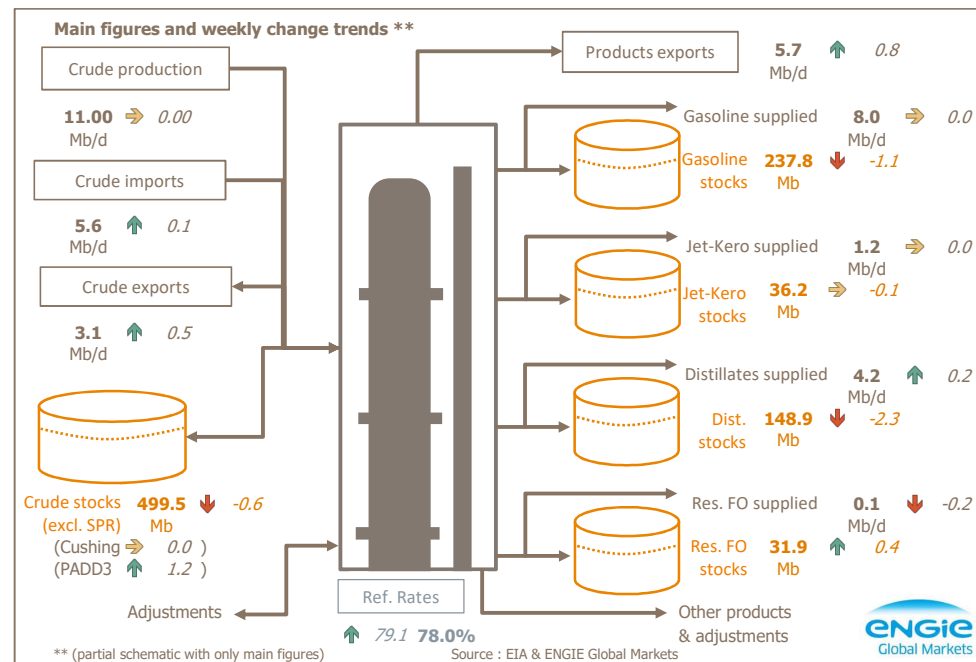 Main figures and weekly change trends **
Crude production
11.00 0.00
Mb/d
Crude imports
5.6 0.1
Mb/d
Crude exports
3.1 0.5
Mb/d
Crude stocks 499.5 -0.6
(excl. SPR) Mb
(Cushing 0.0 )
(PADD3 1.2 )
Adjustments
Products exports 5.7 0.8
Mb/d
Gasoline supplied 8.0 0.0
Mb/d
Gasoline 237.8 -1.1
stocks Mb
Jet-Kero supplied 1.2 0.0
Mb/d
Jet-Kero 36.2 -0.1
stocks Mb
Distillates supplied 4.2 0.2
Mb/d
Dist. 148.9 -2.3
stocks Mb
Res. FO supplied 0.1 -0.2
Mb/d
Res. FO 31.9 0.4
stocks Mb
Ref. Rates
79.1 78.0%
Other products
& adjustments
** (partial schematic with only main figures)
Source : EIA & ENGIE Global Markets
ENGIE
Global Markets